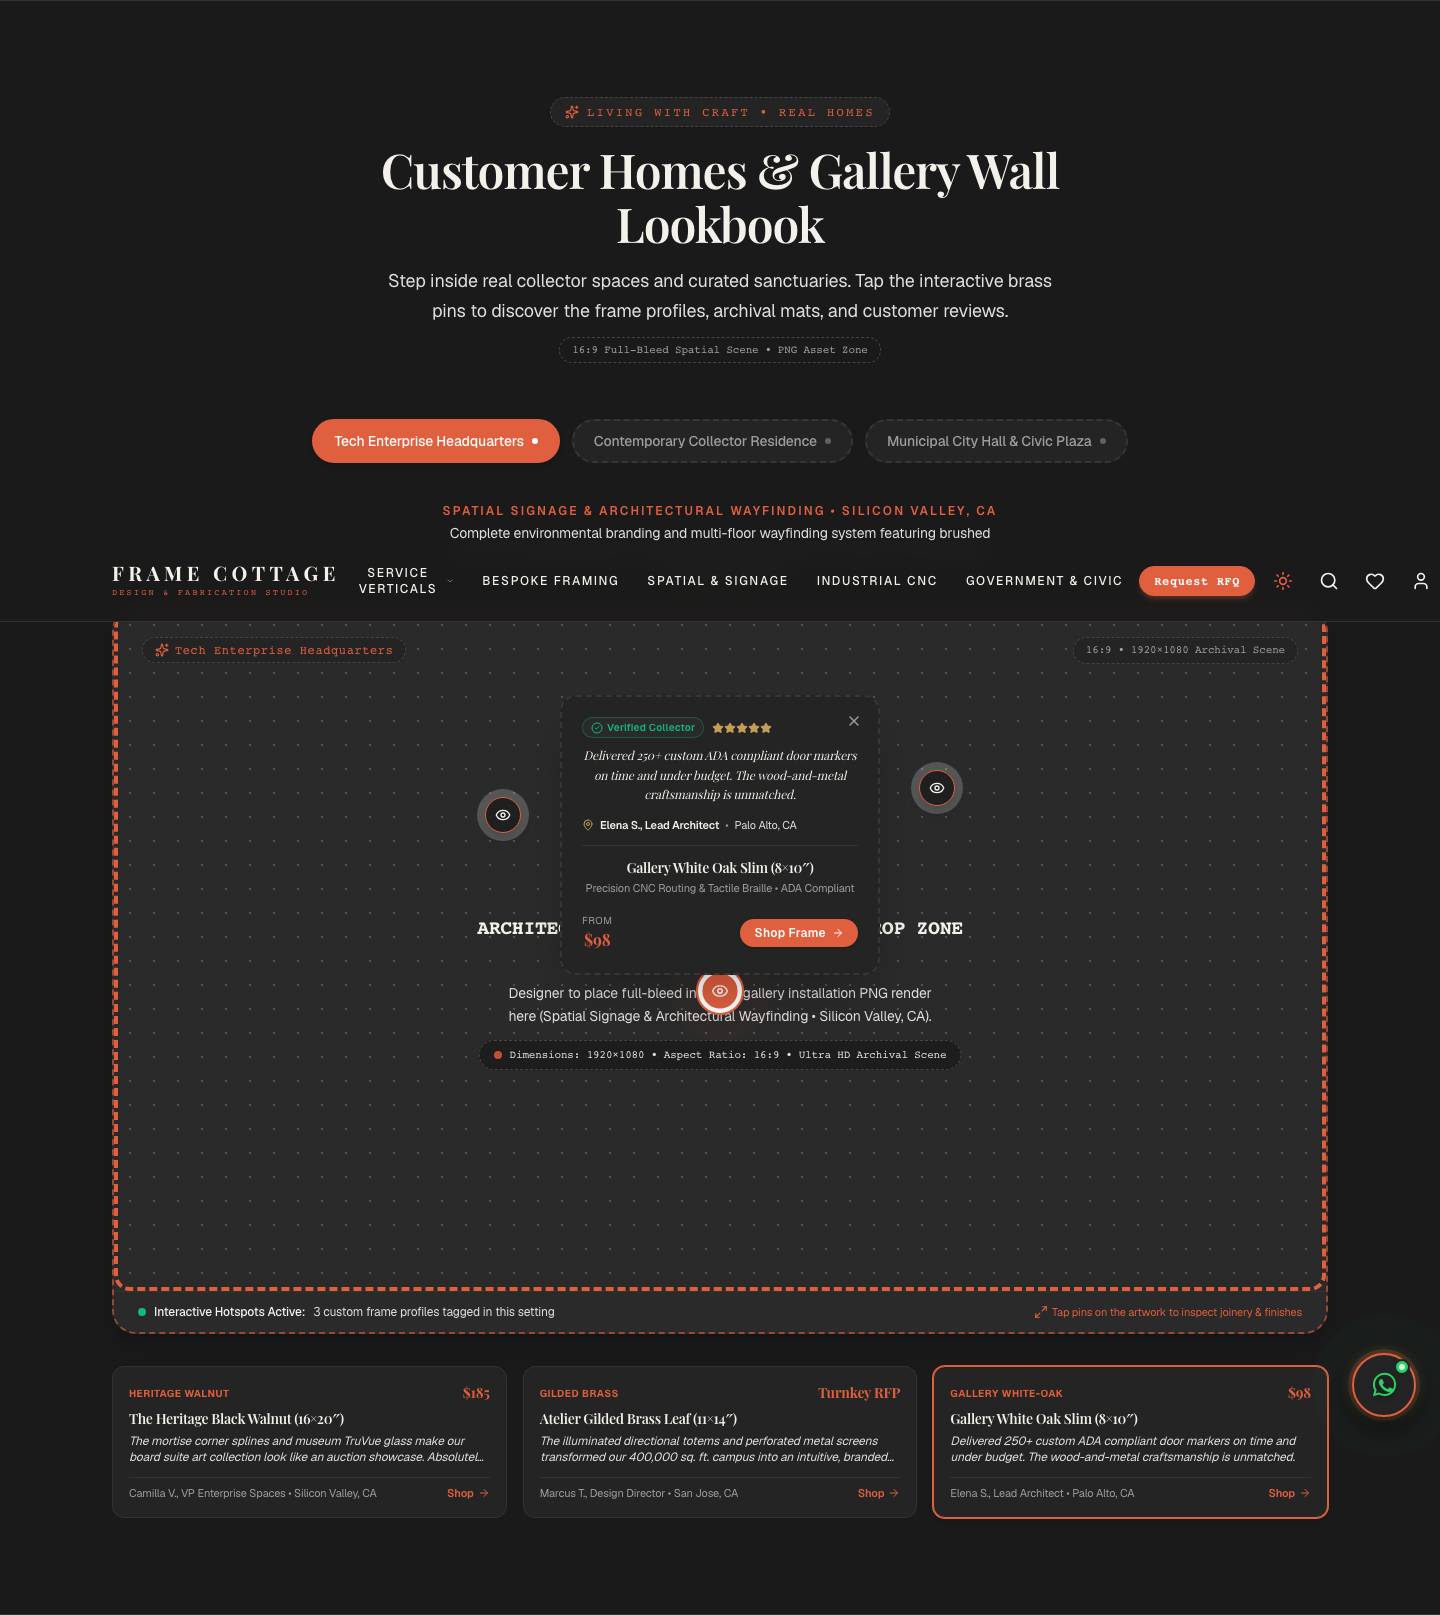 LIVING WITH CRAFT • REAL HOMES
Customer Homes & Gallery Wall
Lookbook
Step inside real collector spaces and curated sanctuaries. Tap the interactive brass
pins to discover the frame profiles, archival mats, and customer reviews.
16:9 Full-Bleed Spatial Scene • PNG Asset Zone
Tech Enterprise Headquarters
Contemporary Collector Residence
Municipal City Hall & Civic Plaza
SPATIAL SIGNAGE & ARCHITECTURAL WAYFINDING • SILICON VALLEY, CA
Complete environmental branding and multi-floor wayfinding system featuring brushed
FRAME COTTAGE
DESIGN & FABRICATION STUDIO
SERVICE
VERTICALS
BESPOKE FRAMING
SPATIAL & SIGNAGE
INDUSTRIAL CNC
GOVERNMENT & CIVIC
Request RFQ
Tech Enterprise Headquarters
16:9 • 1920×1080 Archival Scene
Verified Collector
Delivered 250+ custom ADA compliant door markers
on time and under budget. The wood-and-metal
craftsmanship is unmatched.
Elena S., Lead Architect • Palo Alto, CA
Gallery White Oak Slim (8×10″)
Precision CNC Routing & Tactile Braille • ADA Compliant
FROM
$98
Shop Frame
ZONE
Designer to place full-bleed gallery installation PNG render
here (Spatial Signage & Architectural Wayfinding • Silicon Valley, CA).
Dimensions: 1920×1080 • Aspect Ratio: 16:9 • Ultra HD Archival Scene
Interactive Hotspots Active: 3 custom frame profiles tagged in this setting
Tap pins on the artwork to inspect joinery & finishes
HERITAGE WALNUT
$185
The Heritage Black Walnut (16×20″)
The mortise corner splines and museum TruVue glass make our
board suite art collection look like an auction showcase. Absolutel...
Camilla V., VP Enterprise Spaces • Silicon Valley, CA
Shop
GILDED BRASS
Turnkey RFP
Atelier Gilded Brass Leaf (11×14″)
The illuminated directional totems and perforated metal screens
transformed our 400,000 sq. ft. campus into an intuitive, branded...
Marcus T., Design Director • San Jose, CA
Shop
GALLERY WHITE-OAK
$98
Gallery White Oak Slim (8×10″)
Delivered 250+ custom ADA compliant door markers on time and
under budget. The wood-and-metal craftsmanship is unmatched.
Elena S., Lead Architect • Palo Alto, CA
Shop